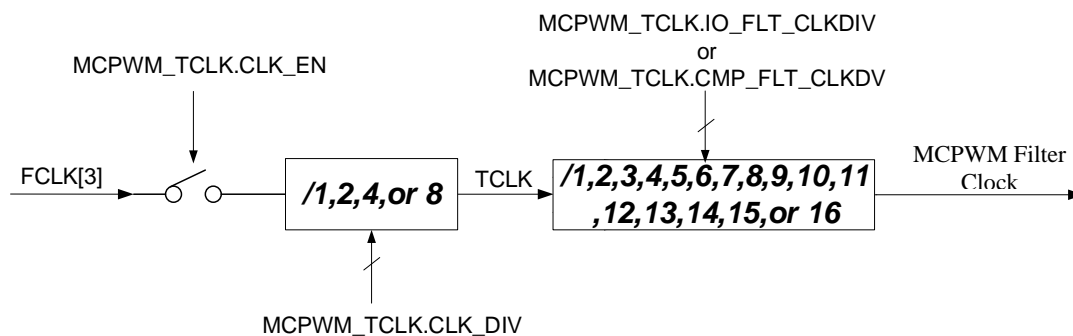 MCPWM_TCLK.IO_FLT_CLKDIV
or
MCPWM_TCLK.CMP_FLT_CLKDV
MCPWM_TCLK.CLK_EN
FCLK[3]
/1,2,4,or 8
TCLK
/1,2,3,4,5,6,7,8,9,10,11
,12,13,14,15,or 16
MCPWM Filter
Clock
MCPWM_TCLK.CLK_DIV